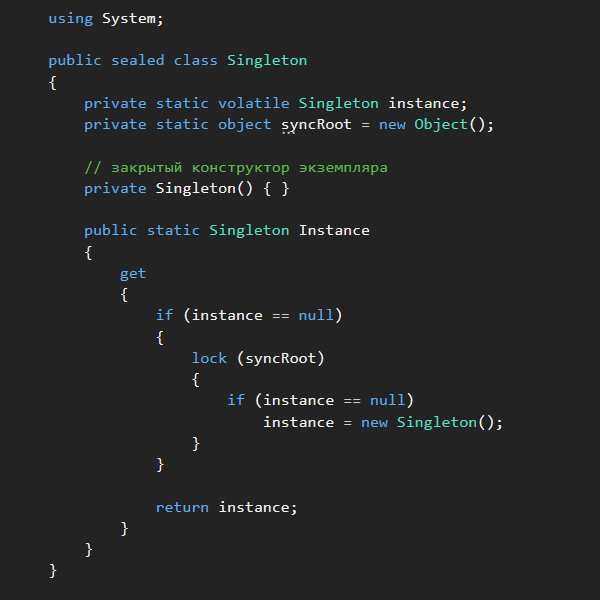 using System;
public sealed class Singleton
{
private static volatile Singleton instance;
private static object syncRoot = new Object();
// закрытый конструктор экземпляра
private Singleton() { }
public static Singleton Instance
{
get
{
if (instance == null)
{
lock (syncRoot)
{
if (instance == null)
instance = new Singleton();
}
}
return instance;
}
}
}